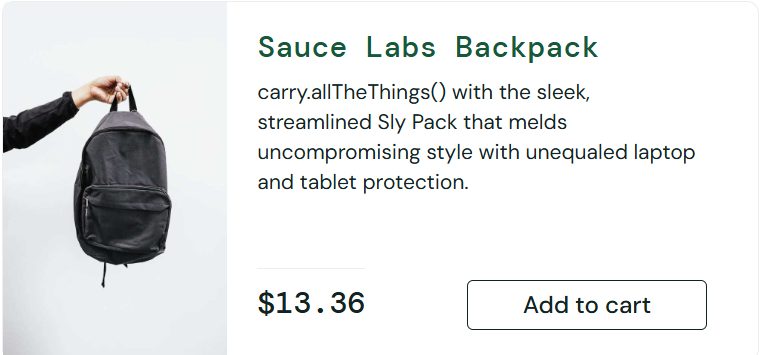 Sauce Labs Backpack
carry.allTheThings() with the sleek,
streamlined Sly Pack that melds
uncompromising style with unequaled laptop
and tablet protection.
$13.36
Add to cart